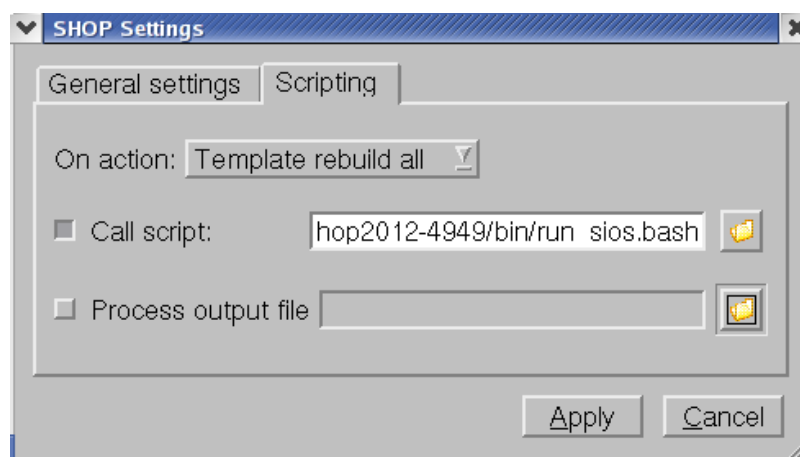 SHOP Settings
General settings Scripting
On action: Template rebuild all
Call script: hop2012-4949/bin/run_sios.bash
Process output file
Apply Cancel